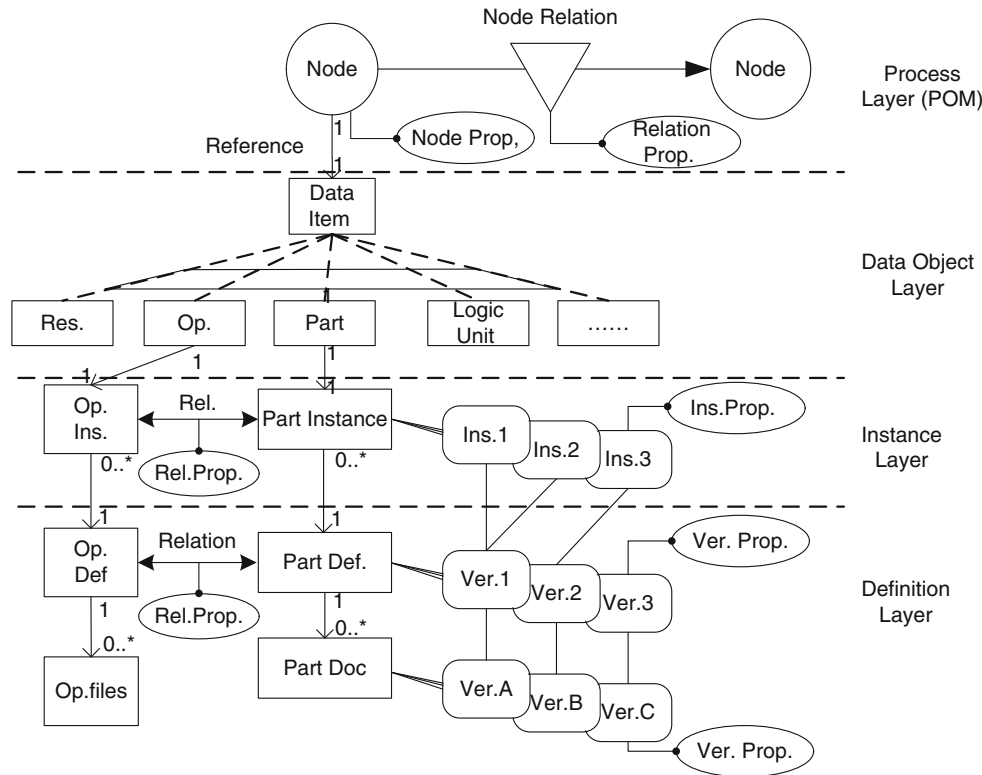 Node Relation
Node
Node
Process
Layer (POM)
1
Node Prop,
Relation
Prop.
Reference
1
Data
Item
Data Object
Layer
1
Res.
Op.
Part
Logic
Unit
......
1
1
1
1
Op.
Ins.
Rel.
Part Instance
Ins.1
Ins.2
Ins.3
Ins.Prop.
Instance
Layer
Rel.Prop.
0..*
0..*
1
1
Op.
Def
Relation
Part Def.
Ver.1
Ver.2
Ver.3
Ver. Prop.
Definition
Layer
Rel.Prop.
1
1
0..*
0..*
Op.files
Part Doc
Ver.A
Ver.B
Ver.C
Ver. Prop.